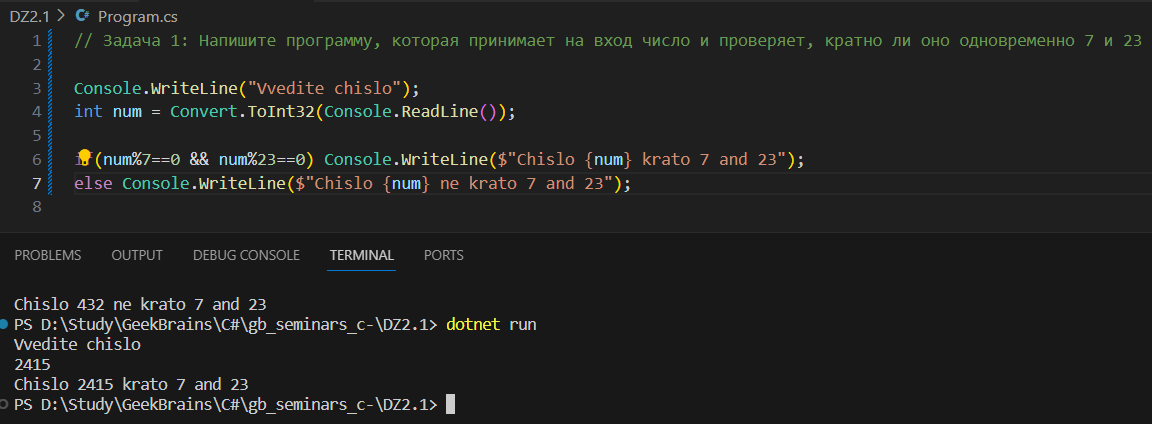 DZ2.1 > C# Program.cs
1 // Задача 1: Напишите программу, которая принимает на вход число и проверяет, кратно ли оно одновременно 7 и 23
2
3 Console.WriteLine("Vvedite chislo");
4 int num = Convert.ToInt32(Console.ReadLine());
5
6 if(num%7==0 && num%23==0) Console.WriteLine($"Chislo {num} krato 7 and 23");
7 else Console.WriteLine($"Chislo {num} ne krato 7 and 23");
8
PROBLEMS OUTPUT DEBUG CONSOLE TERMINAL PORTS
Chislo 432 ne krato 7 and 23
PS D:\Study\GeekBrains\C#\gb_seminars_c-\DZ2.1> dotnet run
Vvedite chislo
2415
Chislo 2415 krato 7 and 23
PS D:\Study\GeekBrains\C#\gb_seminars_c-\DZ2.1>